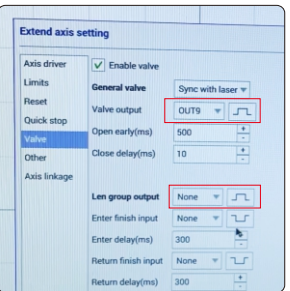 Extend axis setting
Axis driver
Limits
Reset
Quick stop
Valve
Other
Axis linkage
Enable valve
General valve Sync with laser
Valve output OUT9
Open early(ms) 500
Close delay(ms) 10
Len group output None
Enter finish input None
Enter delay(ms) 300
Return finish input None
Return delay(ms) 300